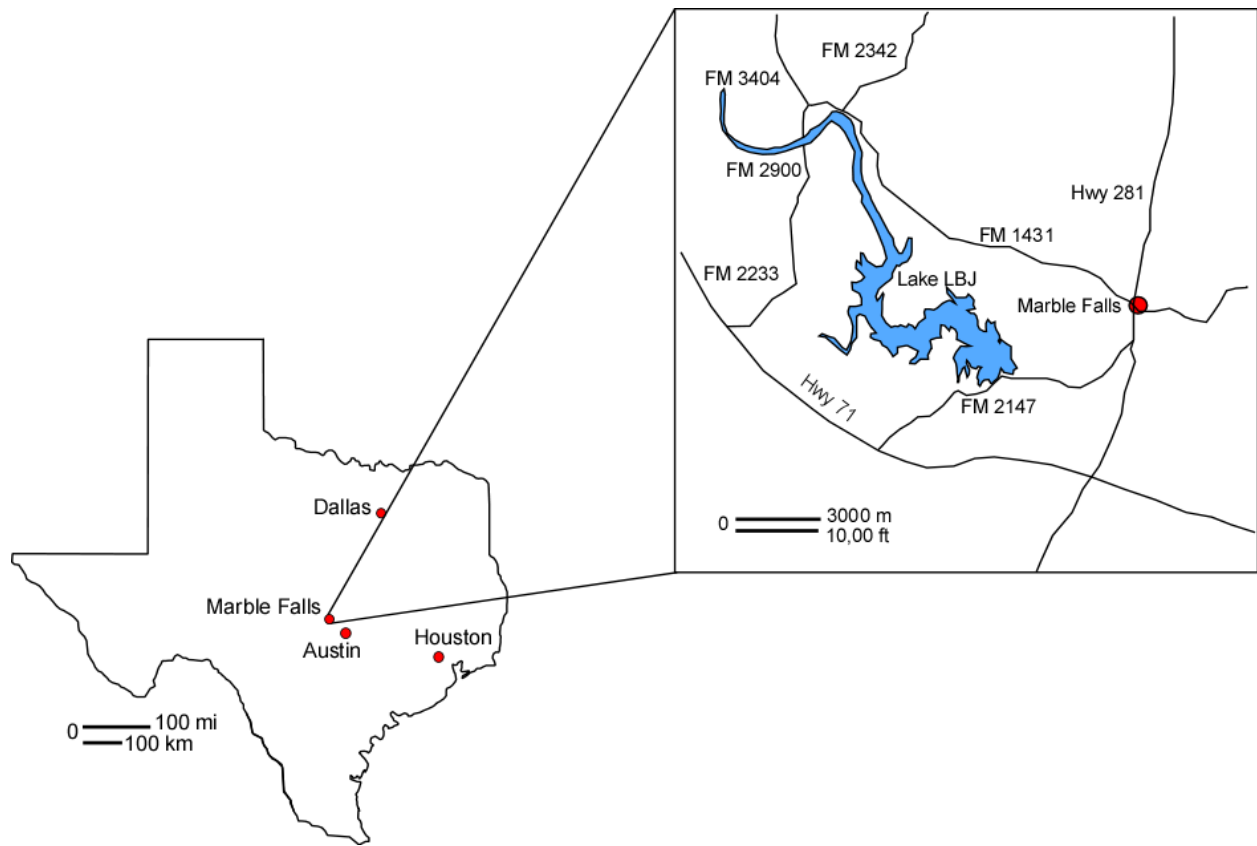 FM 2342
FM 3404
FM 2900
Hwy 281
FM 1431
FM 2233
Lake LBJ
Marble Falls
Hwy 71
FM 2147
0
3000 m
10,00 ft
Dallas
Marble Falls
Austin
Houston
0
100 mi
100 km